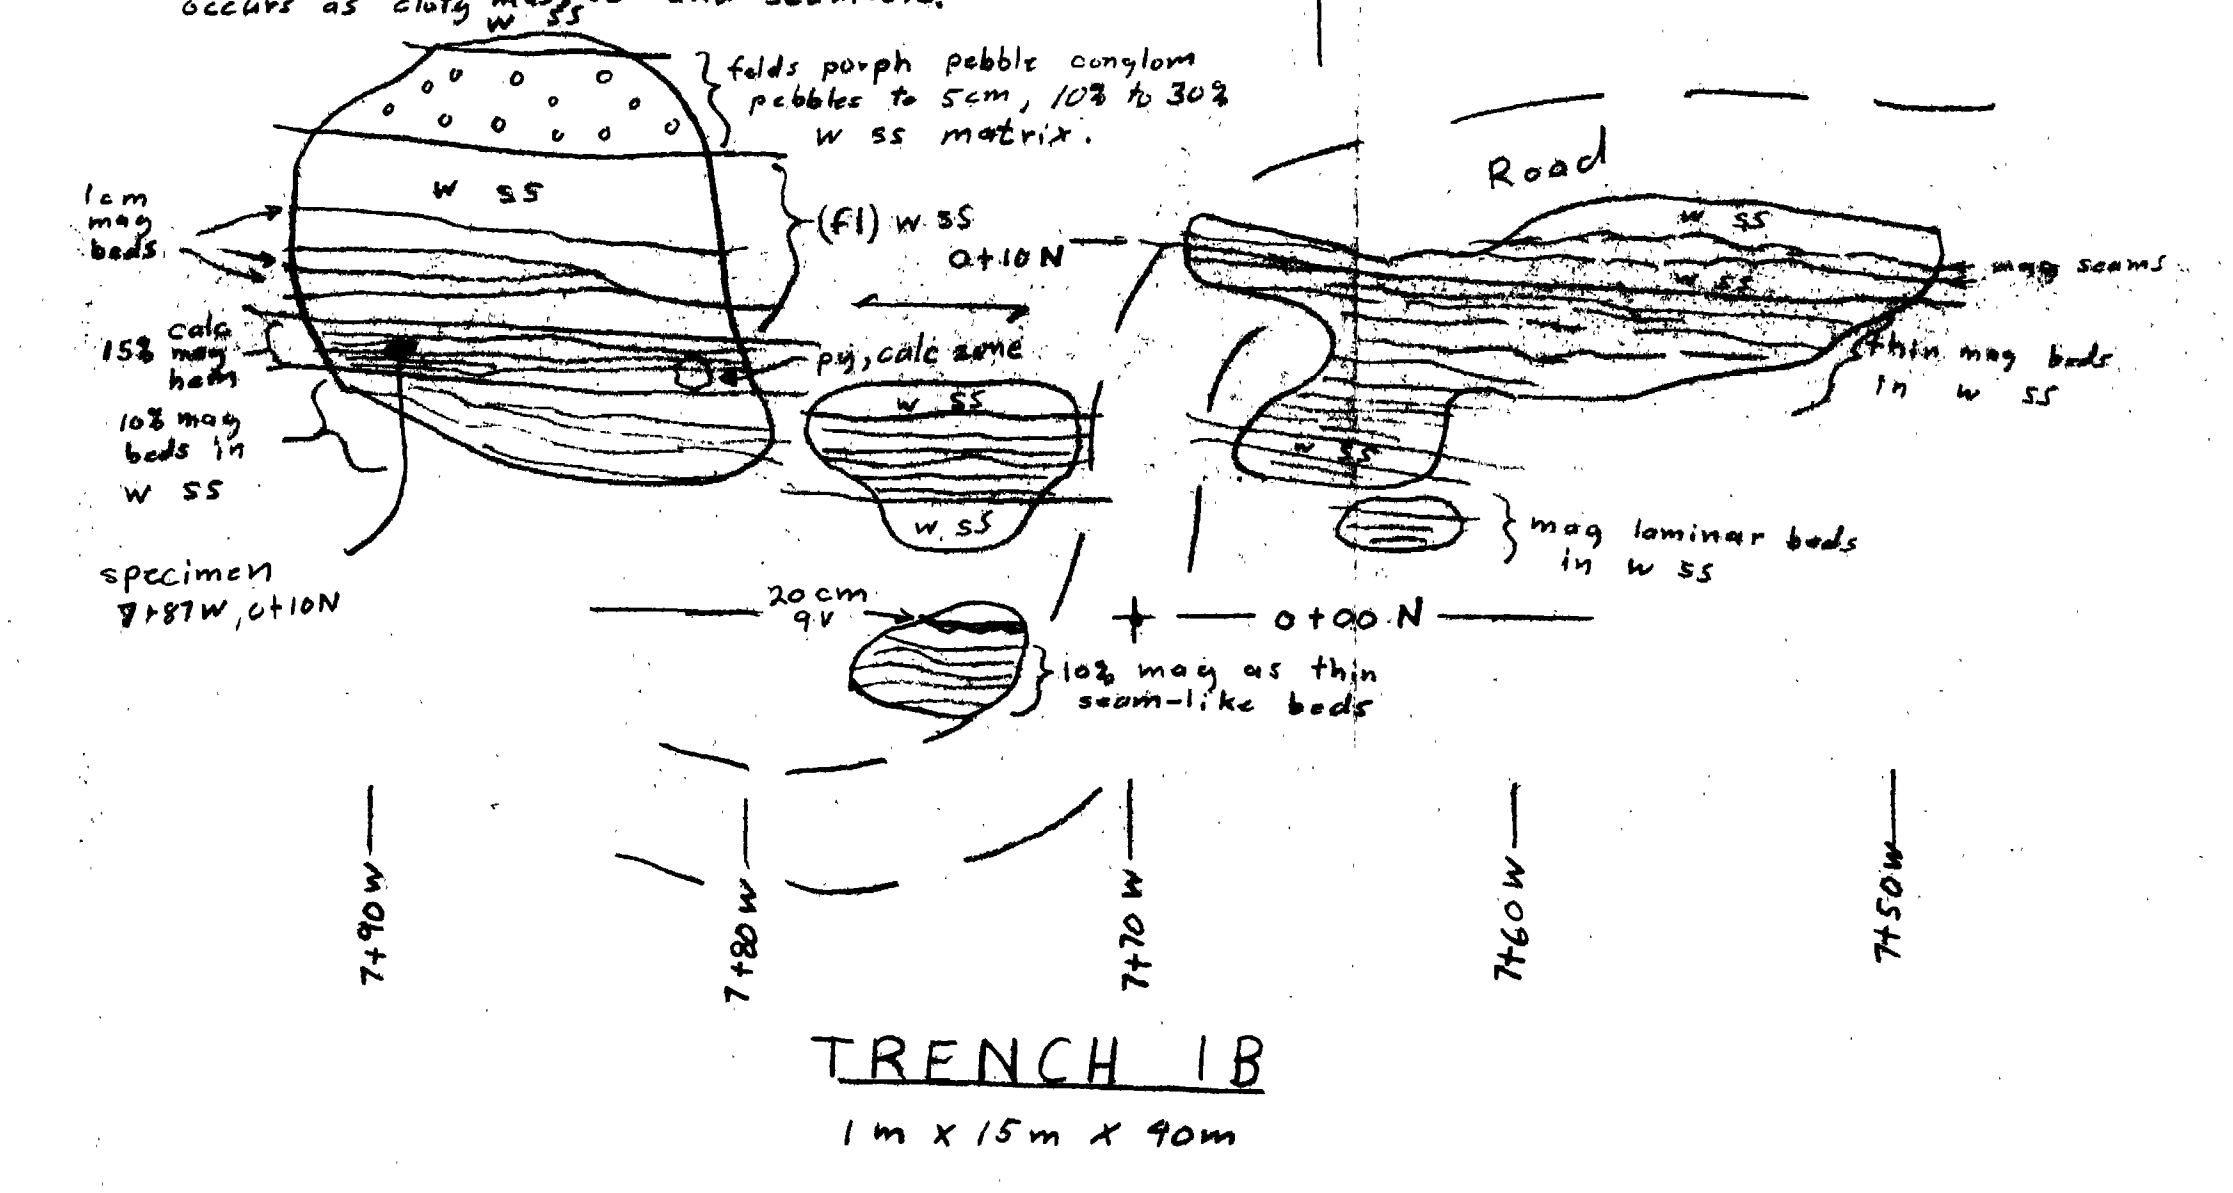 occurs as
w ss
felds porph pebble conglom
pebbles to 5cm, 10% to 30%
w ss matrix.
Road
1cm
mag
beds
w ss
(f1) w ss
0+10N
w ss
w ss
mag seams
15% calc
mag
hem
py, calc zone
thin mag beds
in w ss
10% mag
beds in
w ss
w ss
w ss
w ss
mag laminar beds
in w ss
specimen
7+87W, 0+10N
20 cm
qv
0+00 N
10% mag as thin
seam-like beds
7+90W
7+80W
7+70W
7+60W
7+50W
TRENCH 1B
1m x 15m x 40m